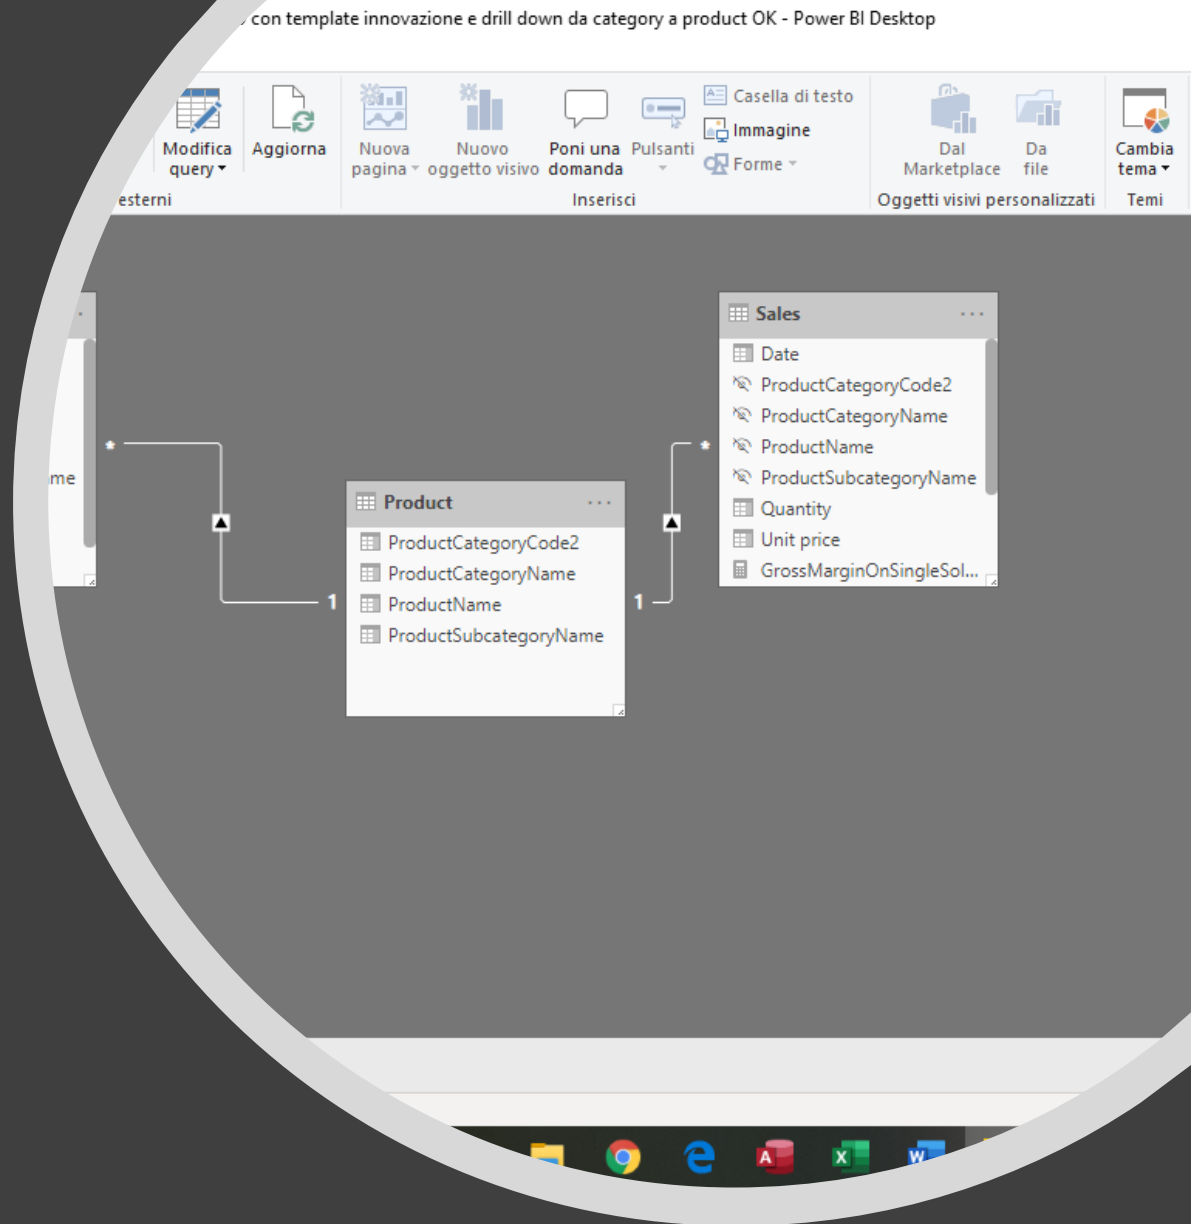 con template innovazione e drill down da category a product OK - Power BI Desktop
Modifica query
Aggiorna
Nuova pagina
Nuovo oggetto visivo
Poni una domanda
Pulsanti
Casella di testo
Immagine
Forme
Dal Marketplace
Da file
Cambia tema
esterni
Inserisci
Oggetti visivi personalizzati
Temi
me
*
1
Product
ProductCategoryCode2
ProductCategoryName
ProductName
ProductSubcategoryName
1
*
Sales
Date
ProductCategoryCode2
ProductCategoryName
ProductName
ProductSubcategoryName
Quantity
Unit price
GrossMarginOnSingleSol...